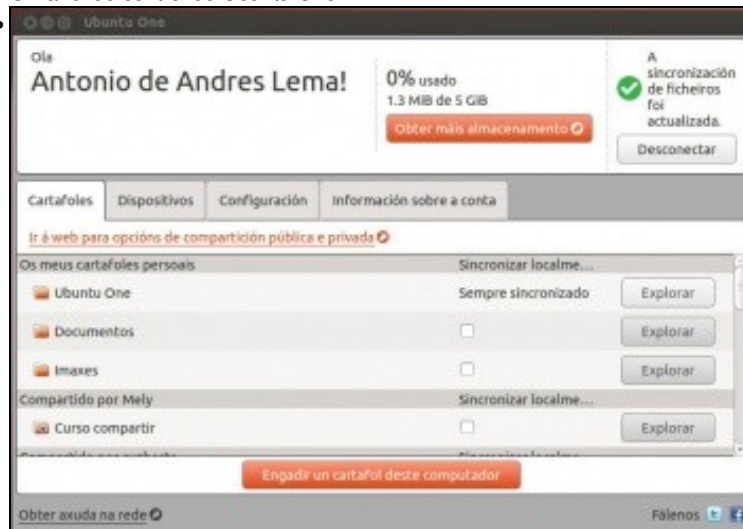 Ubuntu One
Ola
Antonio de Andres Lema!
0% usado
1.3 MiB de 5 GiB
Obter máis almacenamento
A
sincronización
de ficheiros
foi
actualizada.
Desconectar
Cartafoles Dispositivos Configuración Información sobre a conta
Ir á web para opcións de compartición pública e privada
Os meus cartafoles persoais Sincronizar localme...
Ubuntu One Sempre sincronizado Explorar
Documentos Explorar
Imaxes Explorar
Compartido por Mely Sincronizar localme...
Curso compartir Explorar
Engadir un cartafol deste computador
Obter axuda na rede Fálenos